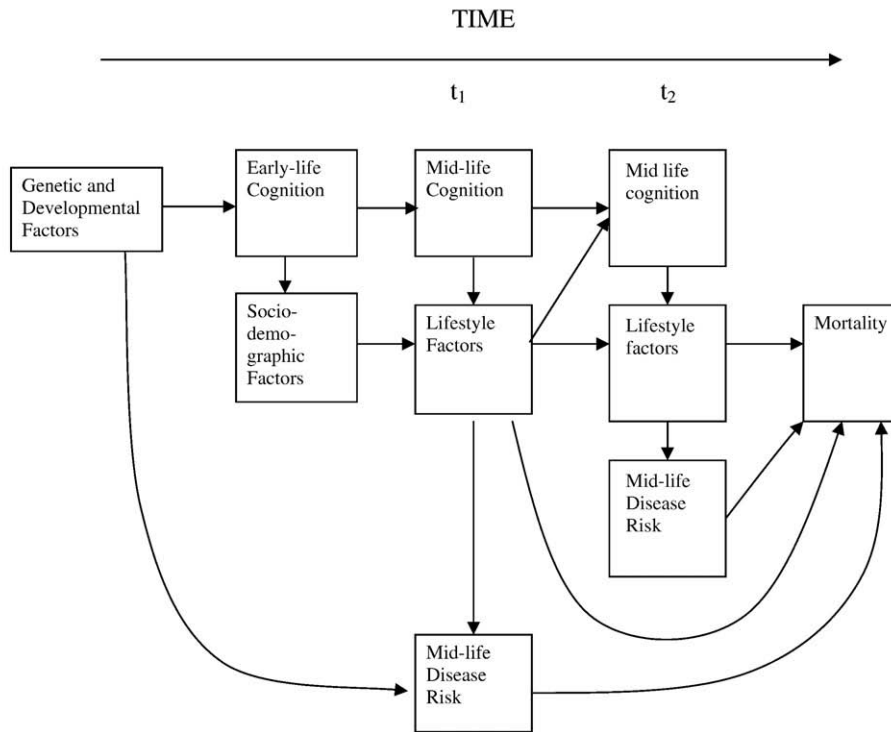 TIME
t₁
t₂
Genetic and
Developmental
Factors
Early-life
Cognition
Mid-life
Cognition
Mid life
cognition
Socio-
demo-
graphic
Factors
Lifestyle
Factors
Lifestyle
factors
Mortality
Mid-life
Disease
Risk
Mid-life
Disease
Risk